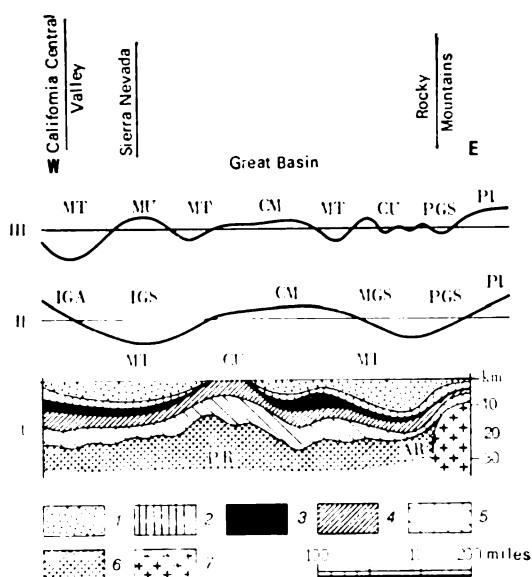 California Central
Valley
Sierra Nevada
Rocky
Mountains
W
Great Basin
E
MT MU MT CM MT CU PGS PI
III
IGA IGS CM MGS PGS PI
II
MT CU MT
km
I
10
20
30
PR AR
1 2 3 4 5
6 7 miles